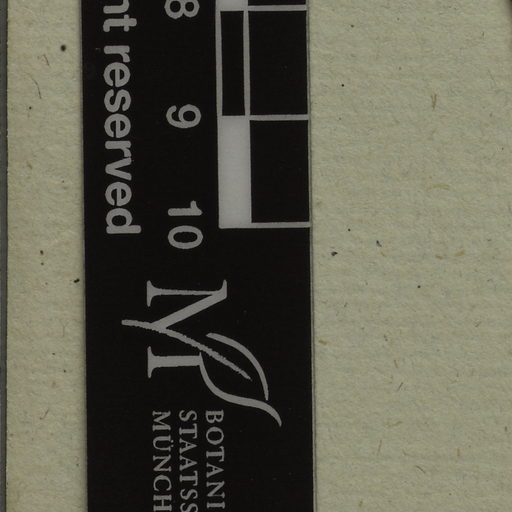 nt reserved
8
9
10
M
BOTANI
STAATSS
MÜNCH